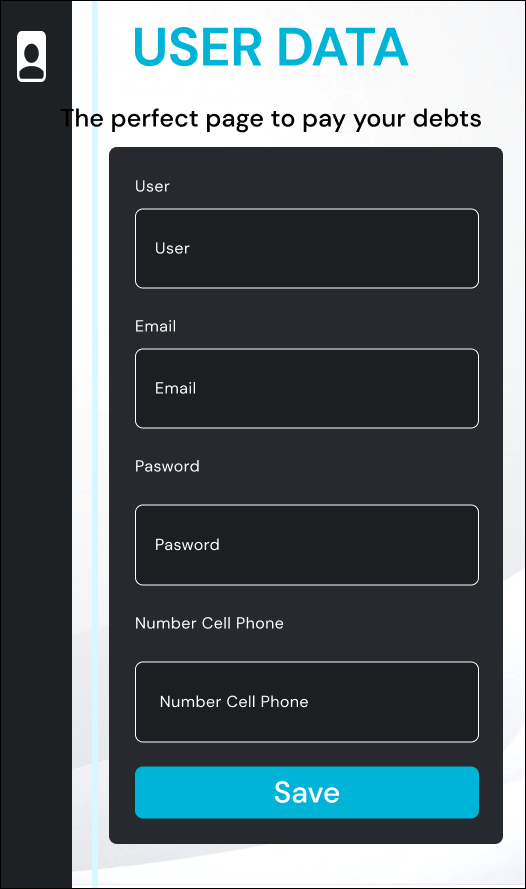 USER DATA
The perfect page to pay your debts
User
User
Email
Email
Pasword
Pasword
Number Cell Phone
Number Cell Phone
Save